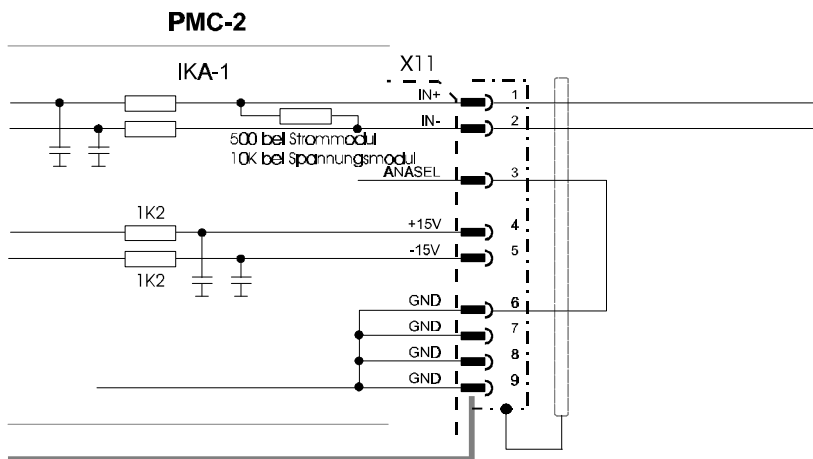 PMC-2
IKA-1
X11
IN+ 1
IN- 2
500 bei Strommodul
10K bei Spannungsmodul
ANASEL 3
1K2
+15V 4
-15V 5
1K2
GND 6
GND 7
GND 8
GND 9